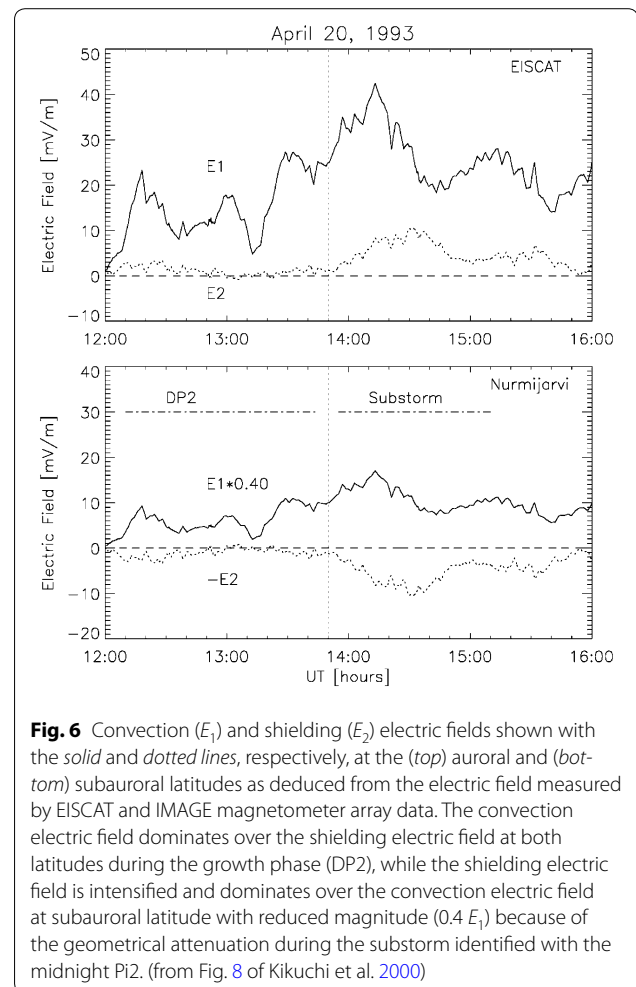 April 20, 1993
EISCAT
50
40
30
20
10
0
−10
Electric Field [mV/m]
E1
E2
12:00 13:00 14:00 15:00 16:00
Nurmijarvi
40
30
20
10
0
−10
−20
Electric Field [mV/m]
DP2 Substorm
E1*0.40
−E2
12:00 13:00 14:00 15:00 16:00
UT [hours]
Fig. 6 Convection (E1) and shielding (E2) electric fields shown with
the solid and dotted lines, respectively, at the (top) auroral and (bot-
tom) subauroral latitudes as deduced from the electric field measured
by EISCAT and IMAGE magnetometer array data. The convection
electric field dominates over the shielding electric field at both
latitudes during the growth phase (DP2), while the shielding electric
field is intensified and dominates over the convection electric field
at subauroral latitude with reduced magnitude (0.4 E1) because of
the geometrical attenuation during the substorm identified with the
midnight Pi2. (from Fig. 8 of Kikuchi et al. 2000)